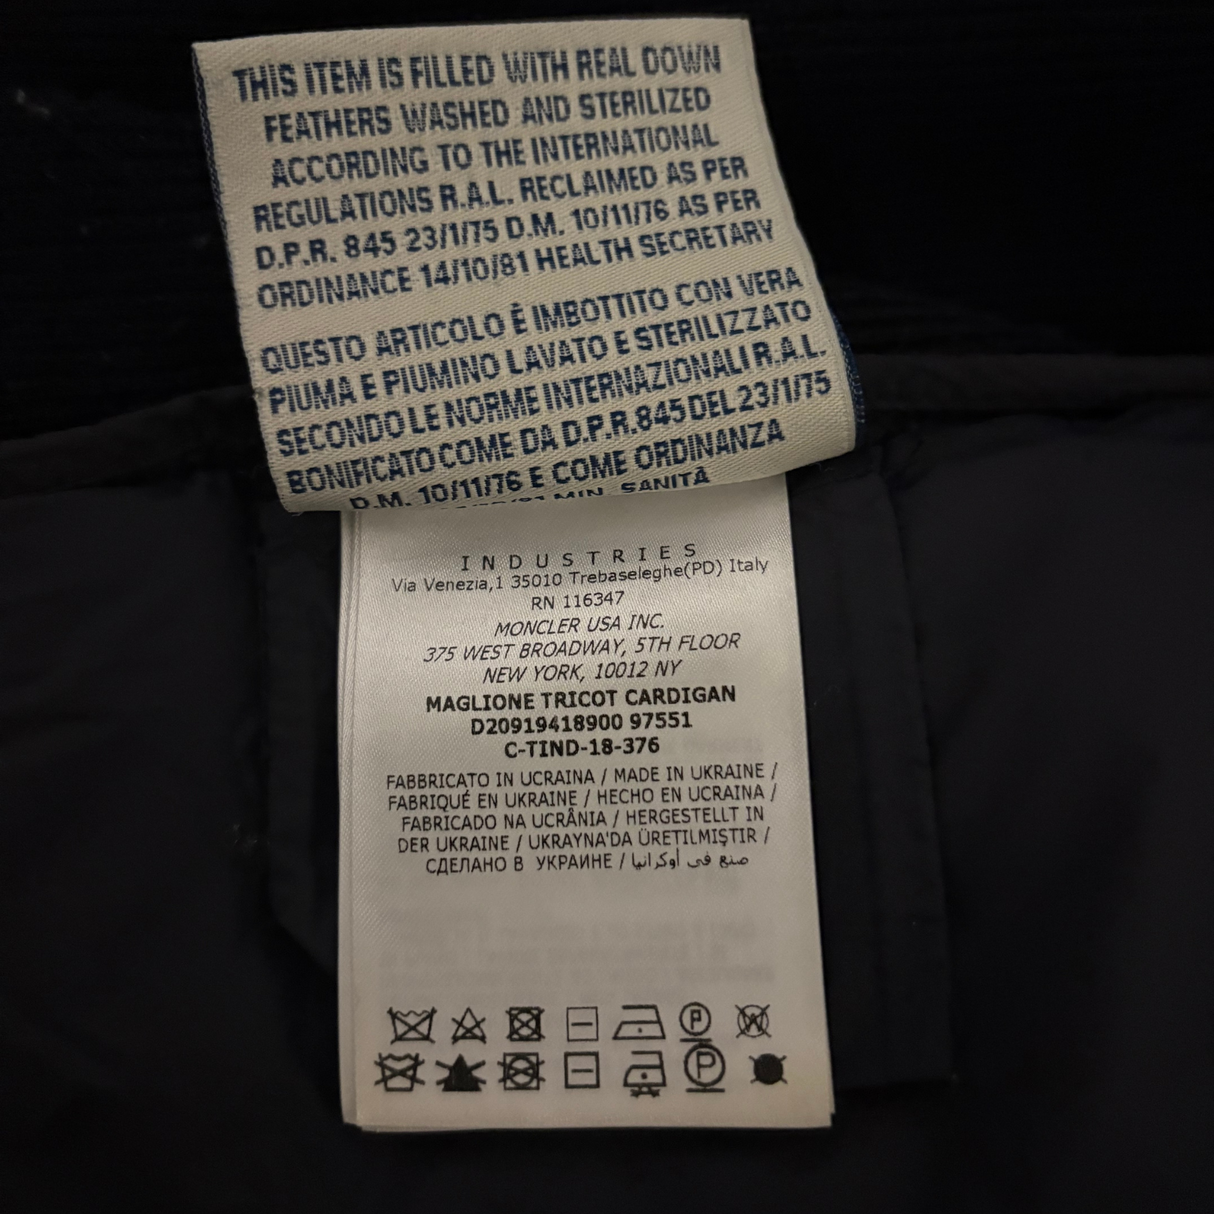 THIS ITEM IS FILLED WITH REAL DOWN
FEATHERS WASHED AND STERILIZED
ACCORDING TO THE INTERNATIONAL
REGULATIONS R.A.L. RECLAIMED AS PER
D.P.R. 845 23/1/75 D.M. 10/11/76 AS PER
ORDINANCE 14/10/81 HEALTH SECRETARY
QUESTO ARTICOLO È IMBOTTITO CON VERA
PIUMA E PIUMINO LAVATO E STERILIZZATO
SECONDO LE NORME INTERNAZIONALI R.A.L.
BONIFICATO COME DA D.P.R. 845 DEL 23/1/75
D.M. 10/11/76 E COME ORDINANZA
MIN. SANITÀ
INDUSTRIES
Via Venezia,1 35010 Trebaseleghe(PD) Italy
RN 116347
MONCLER USA INC.
375 WEST BROADWAY, 5TH FLOOR
NEW YORK, 10012 NY
MAGLIONE TRICOT CARDIGAN
D20919418900 97551
C-TIND-18-376
FABBRICATO IN UCRAINA / MADE IN UKRAINE /
FABRIQUÉ EN UKRAINE / HECHO EN UCRAINA /
FABRICADO NA UCRÂNIA / HERGESTELLT IN
DER UKRAINE / UKRAYNA'DA ÜRETILMIŞTIR /
СДЕЛАНО В УКРАИНЕ / صنع في أوكرانيا
P W
P